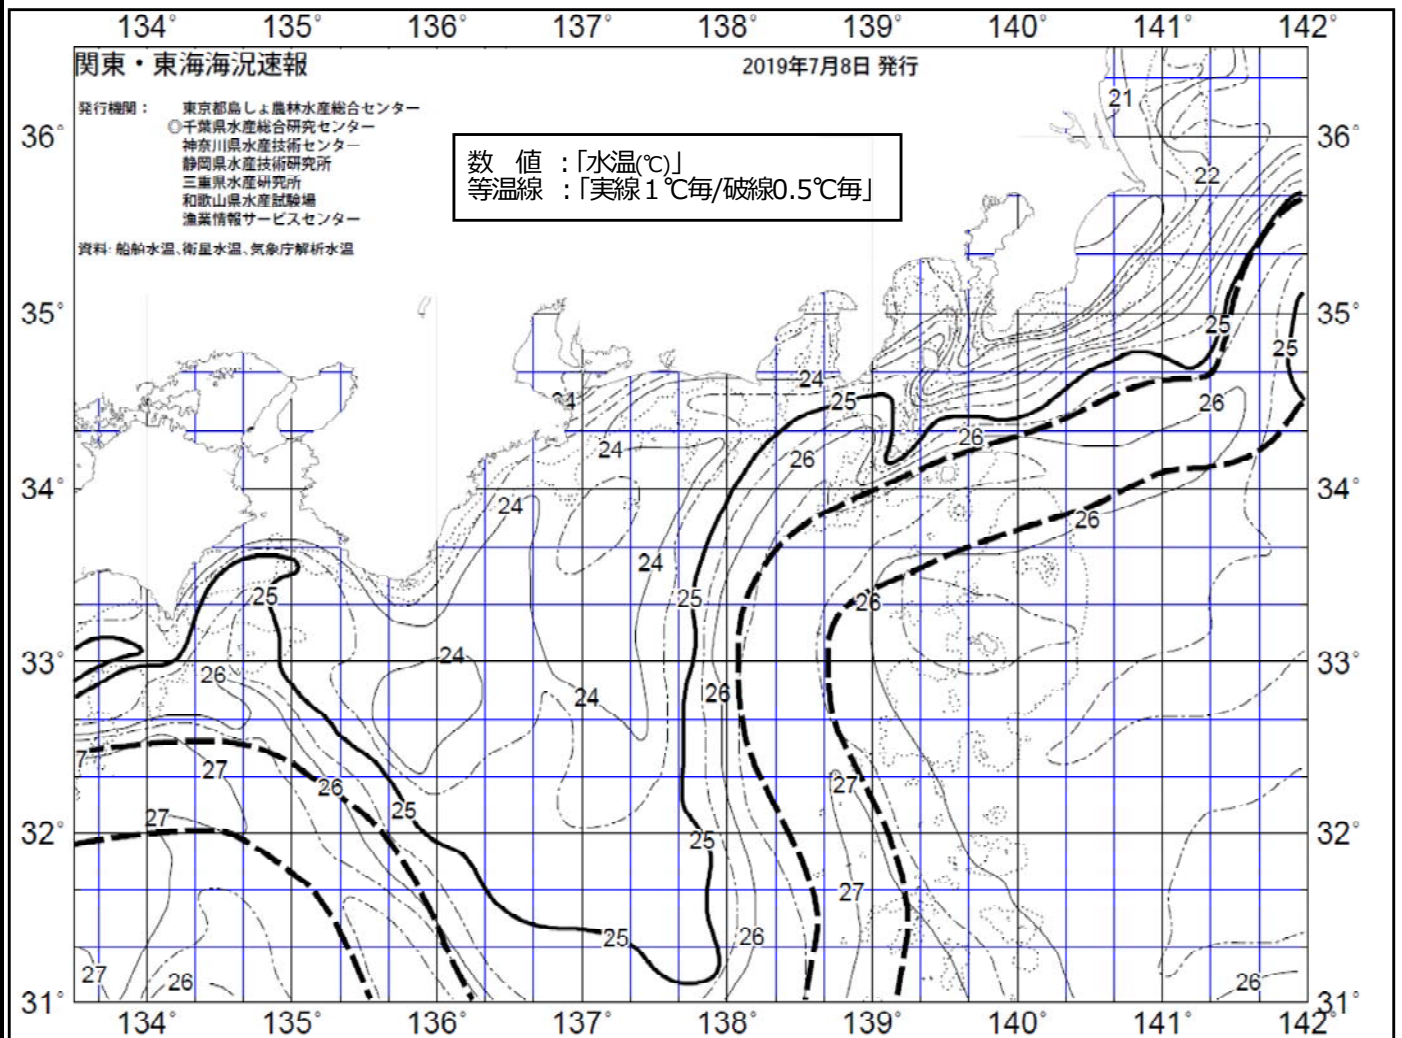 134° 135° 136° 137° 138° 139° 140° 141° 142°
関東・東海海況速報
2019年7月8日 発行
発行機関： 東京都島しょ農林水産総合センター
◎千葉県水産総合研究センター
神奈川県水産技術センター
静岡県水産技術研究所
三重県水産研究所
和歌山県水産試験場
漁業情報サービスセンター
資料: 船舶水温、衛星水温、気象庁解析水温
数　値　：「水温(℃)」
等温線　：「実線１℃毎/破線0.5℃毎」
21
36° 36°
22
35° 25 35°
25
24
24 25 26
26
24 26
34° 34°
24
26
24
25 25 26
24
33° 33°
26
24 26
7 27
26 27
25
27
32° 25 32°
27
25 26
27 26 26
31° 31°
134° 135° 136° 137° 138° 139° 140° 141° 142°